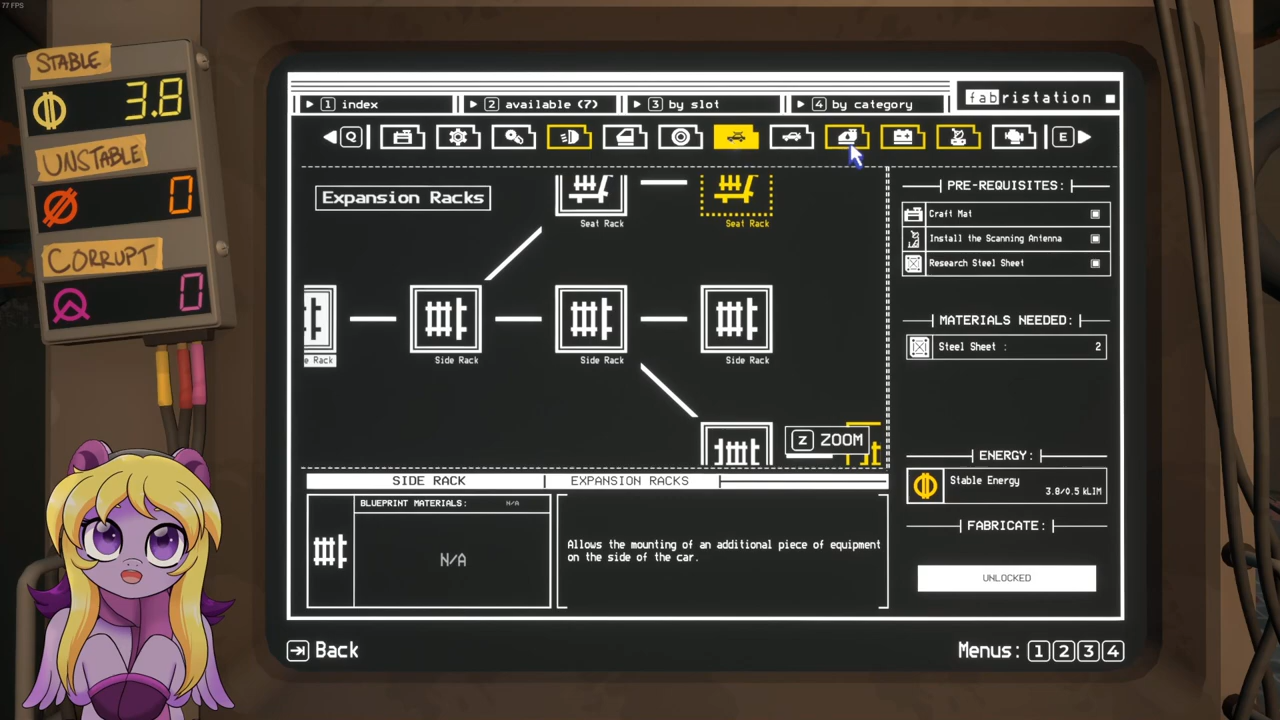 77 FPS
STABLE
3.8
UNSTABLE
0
CORRUPT
0
1 index
2 available (7)
3 by slot
4 by category
fabristation
Q
E
Expansion Racks
Seat Rack
Seat Rack
e Rack
Side Rack
Side Rack
Side Rack
Z ZOOM
PRE-REQUISITES:
Craft Mat
Install the Scanning Antenna
Research Steel Sheet
MATERIALS NEEDED:
Steel Sheet : 2
ENERGY:
Stable Energy
3.8/0.5 kLIM
FABRICATE:
UNLOCKED
SIDE RACK
EXPANSION RACKS
BLUEPRINT MATERIALS: N/A
N/A
Allows the mounting of an additional piece of equipment
on the side of the car.
Back
Menus: 1 2 3 4